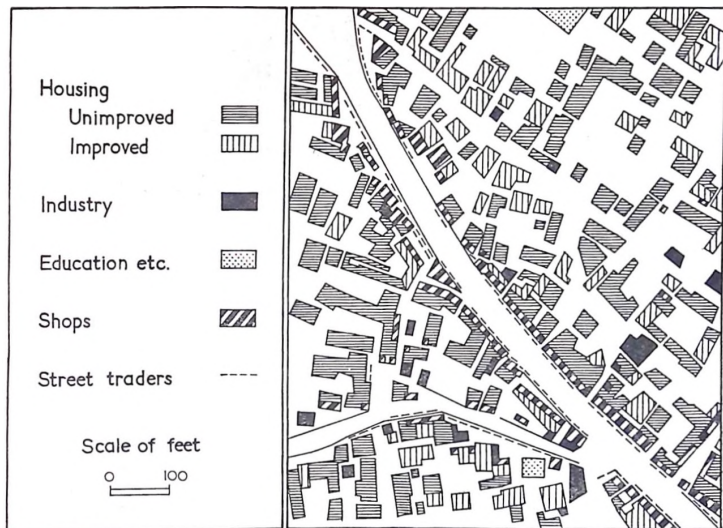 Housing
Unimproved
Improved
Industry
Education etc.
Shops
Street traders
Scale of feet
0 100